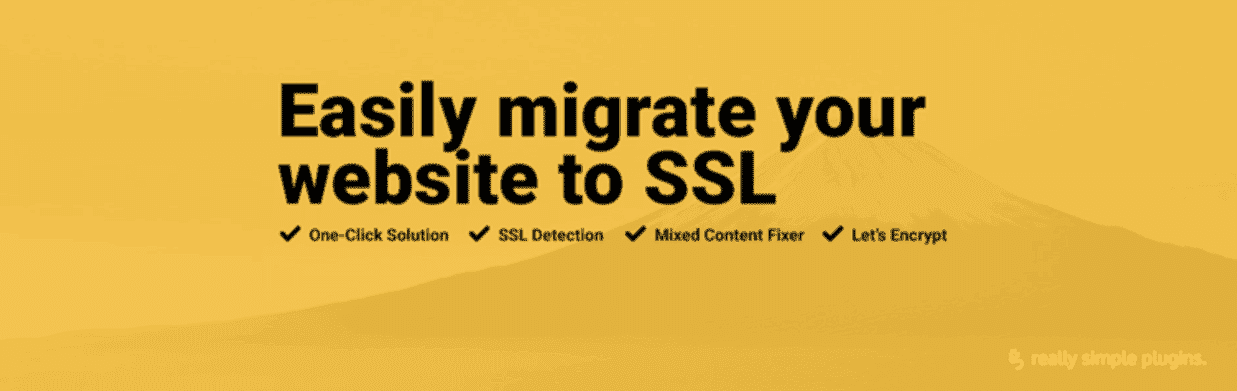 Easily migrate your
website to SSL
One-Click Solution SSL Detection Mixed Content Fixer Let's Encrypt
really simple plugins.